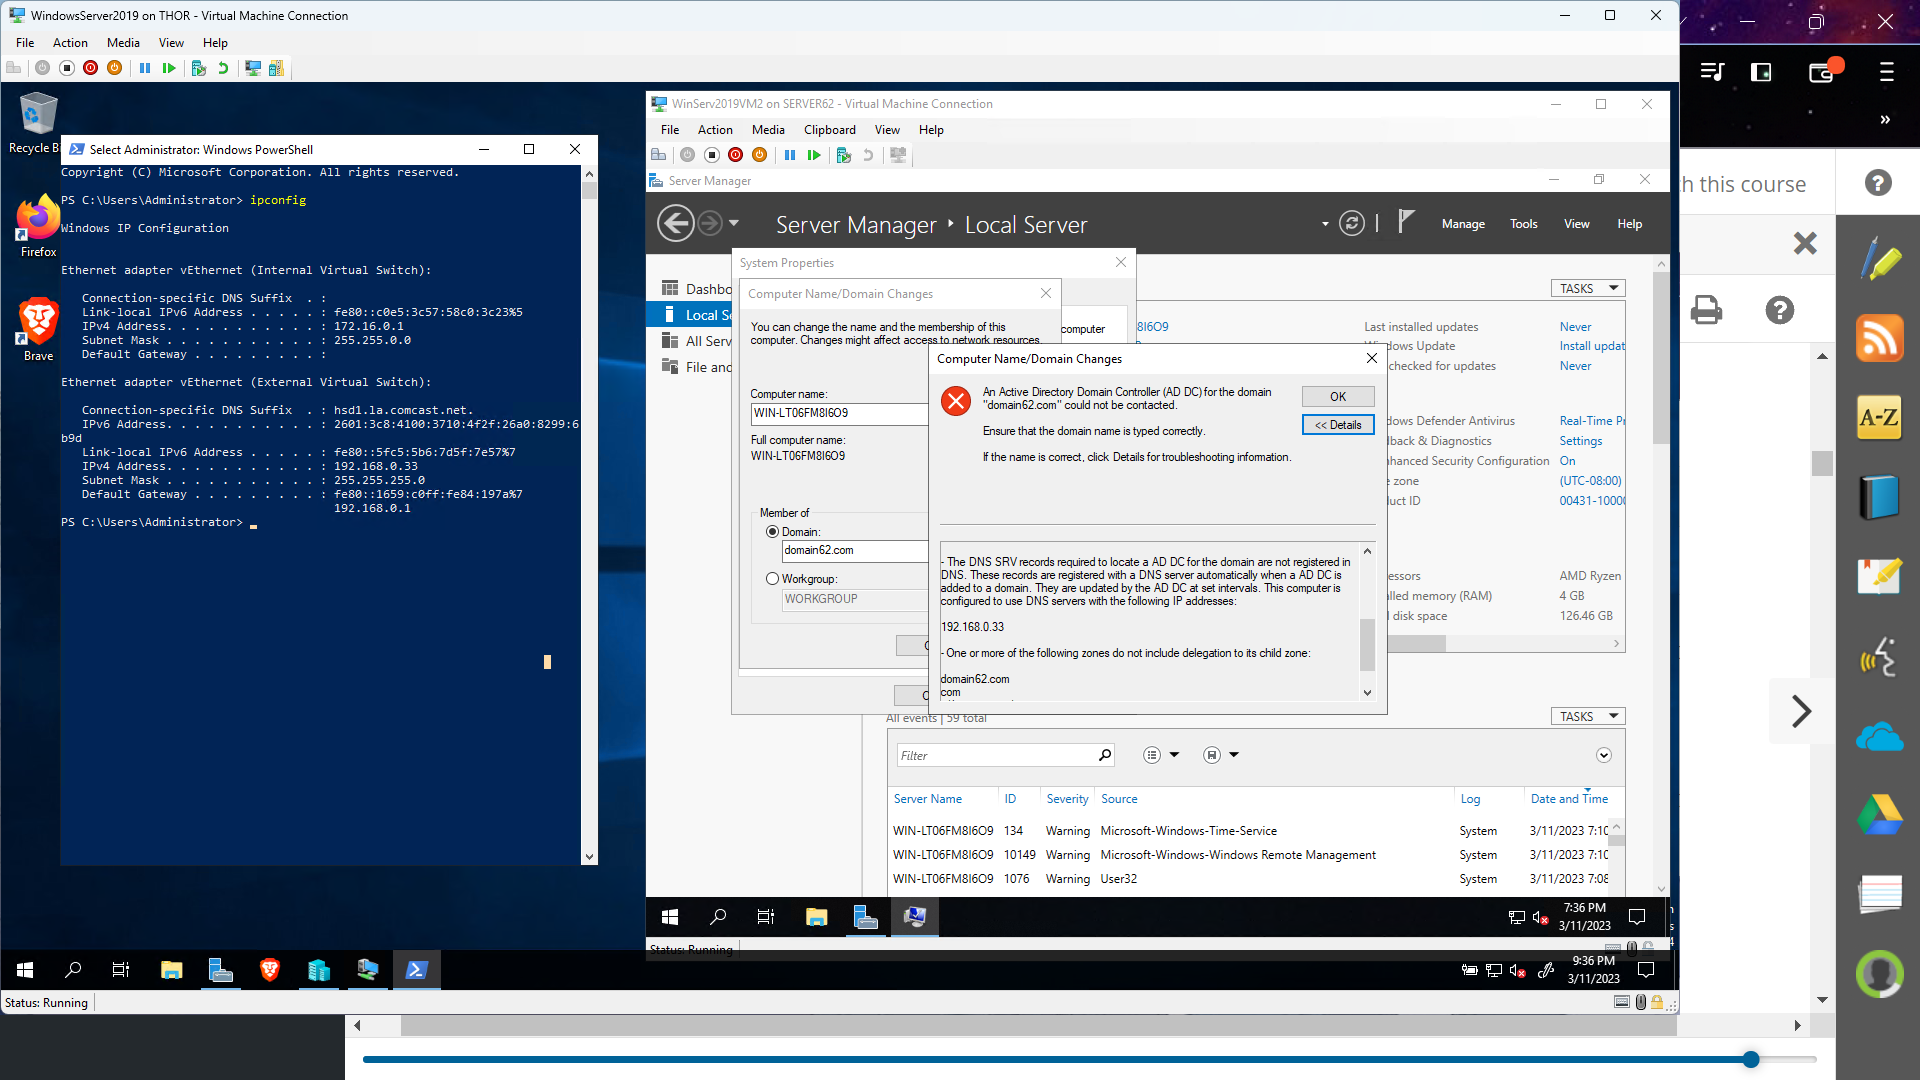 WindowsServer2019 on THOR - Virtual Machine Connection
File Action Media View Help
Recycle B
Firefox
Brave
Select Administrator: Windows PowerShell
Copyright (C) Microsoft Corporation. All rights reserved.
PS C:\Users\Administrator> ipconfig
Windows IP Configuration
Ethernet adapter vEthernet (Internal Virtual Switch):
Connection-specific DNS Suffix . :
Link-local IPv6 Address . . . . . : fe80::c0e5:3c57:58c0:3c23%5
IPv4 Address. . . . . . . . . . . : 172.16.0.1
Subnet Mask . . . . . . . . . . . : 255.255.0.0
Default Gateway . . . . . . . . . :
Ethernet adapter vEthernet (External Virtual Switch):
Connection-specific DNS Suffix . : hsd1.la.comcast.net.
IPv6 Address. . . . . . . . . . . : 2601:3c8:4100:3710:4f2f:26a0:8299:6
b9d
Link-local IPv6 Address . . . . . : fe80::5fc5:5b6:7d5f:7e57%7
IPv4 Address. . . . . . . . . . . : 192.168.0.33
Subnet Mask . . . . . . . . . . . : 255.255.255.0
Default Gateway . . . . . . . . . : fe80::1659:c0ff:fe84:197a%7
192.168.0.1
PS C:\Users\Administrator>
WinServ2019VM2 on SERVER62 - Virtual Machine Connection
File Action Media Clipboard View Help
Server Manager
Server Manager Local Server
Manage Tools View Help
Dashbo
Local Se
All Serv
File and
System Properties
Computer Name/Domain Changes
You can change the name and the membership of this
computer. Changes might affect access to network resources.
computer
Computer name:
WIN-LT06FM8I6O9
Full computer name:
WIN-LT06FM8I6O9
Member of
Domain:
domain62.com
Workgroup:
WORKGROUP
Computer Name/Domain Changes
An Active Directory Domain Controller (AD DC) for the domain
"domain62.com" could not be contacted.
Ensure that the domain name is typed correctly.
If the name is correct, click Details for troubleshooting information.
OK
<< Details
- The DNS SRV records required to locate a AD DC for the domain are not registered in
DNS. These records are registered with a DNS server automatically when a AD DC is
added to a domain. They are updated by the AD DC at set intervals. This computer is
configured to use DNS servers with the following IP addresses:
192.168.0.33
- One or more of the following zones do not include delegation to its child zone:
domain62.com
com
TASKS
8I6O9
Last installed updates Never
dows Update Install updat
checked for updates Never
dows Defender Antivirus Real-Time Pr
dback & Diagnostics Settings
nhanced Security Configuration On
e zone (UTC-08:00)
uct ID 00431-10000
essors AMD Ryzen
alled memory (RAM) 4 GB
l disk space 126.46 GB
All events | 59 total
TASKS
Filter
Server Name ID Severity Source Log Date and Time
WIN-LT06FM8I6O9 134 Warning Microsoft-Windows-Time-Service System 3/11/2023 7:10
WIN-LT06FM8I6O9 10149 Warning Microsoft-Windows-Windows Remote Management System 3/11/2023 7:10
WIN-LT06FM8I6O9 1076 Warning User32 System 3/11/2023 7:08
7:36 PM
3/11/2023
Status: Running
9:36 PM
3/11/2023
Status: Running
ch this course
A-Z